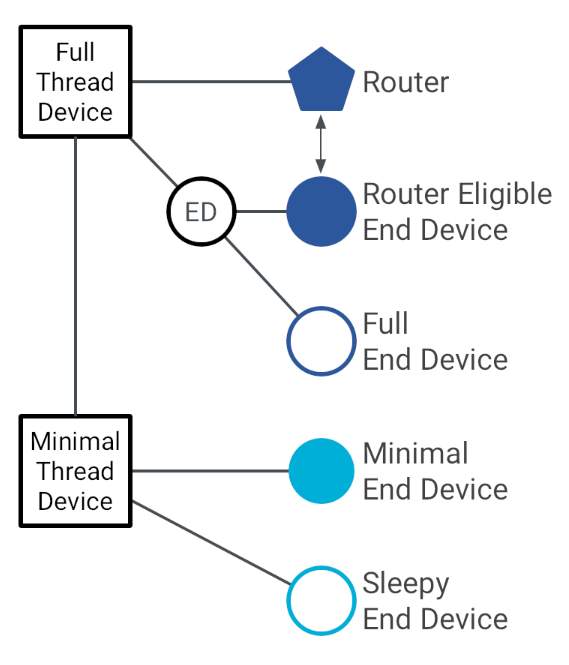 Full
Thread
Device
Router
ED
Router Eligible
End Device
Full
End Device
Minimal
Thread
Device
Minimal
End Device
Sleepy
End Device